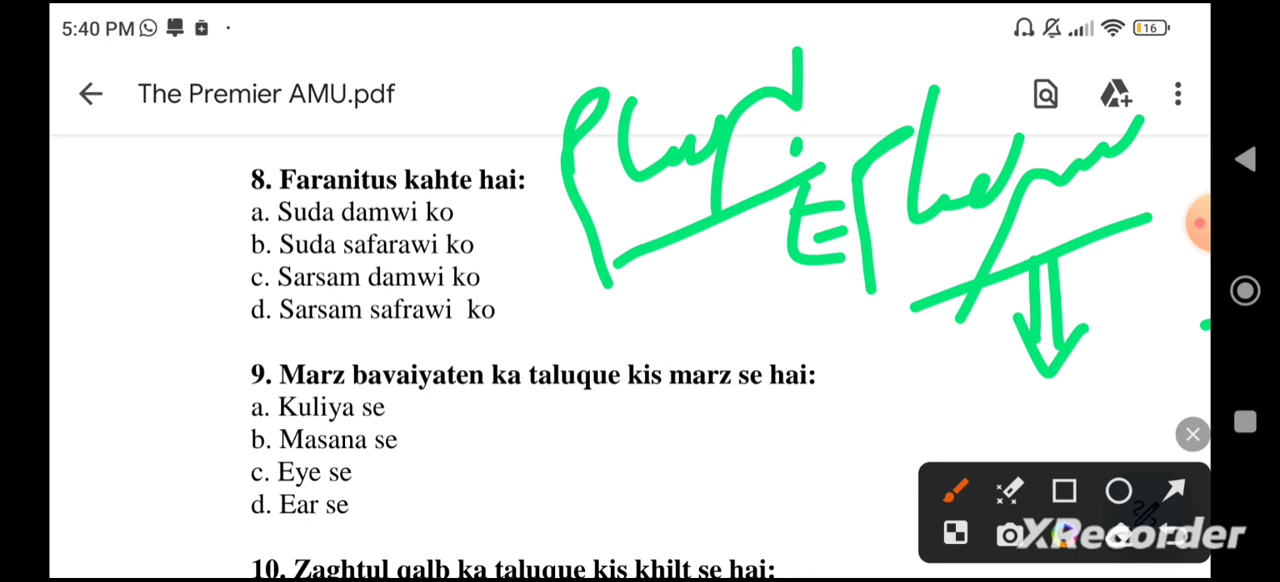 5:40 PM
16
The Premier AMU.pdf
8. Faranitus kahte hai:
a. Suda damwi ko
b. Suda safarawi ko
c. Sarsam damwi ko
d. Sarsam safrawi ko
9. Marz bavaiyaten ka taluque kis marz se hai:
a. Kuliya se
b. Masana se
c. Eye se
d. Ear se
XRecorder
10. Zaghtul qalb ka taluque kis khilt se hai: